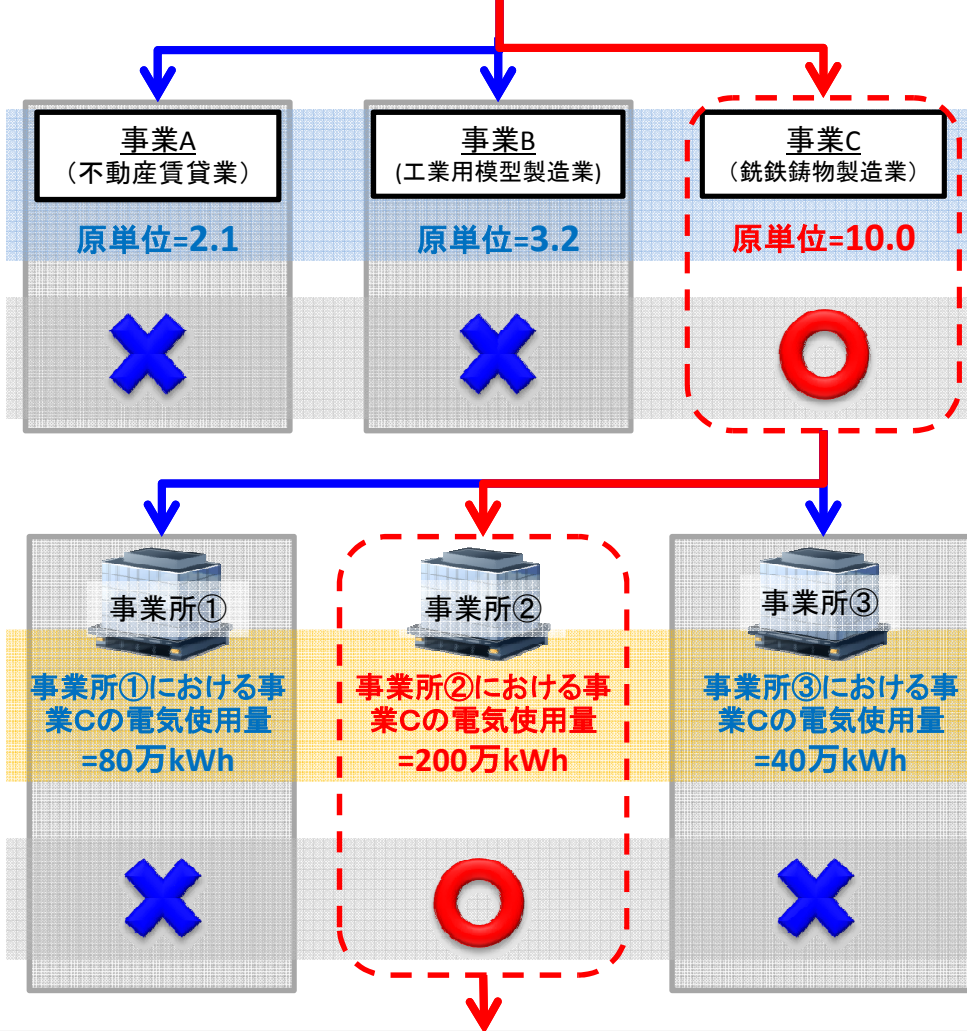 事業A
（不動産賃貸業）
原単位=2.1
事業B
(工業用模型製造業)
原単位=3.2
事業C
（銑鉄鋳物製造業）
原単位=10.0
事業所①
事業所①における事
業Cの電気使用量
=80万kWh
事業所②
事業所②における事
業Cの電気使用量
=200万kWh
事業所③
事業所③における事
業Cの電気使用量
=40万kWh